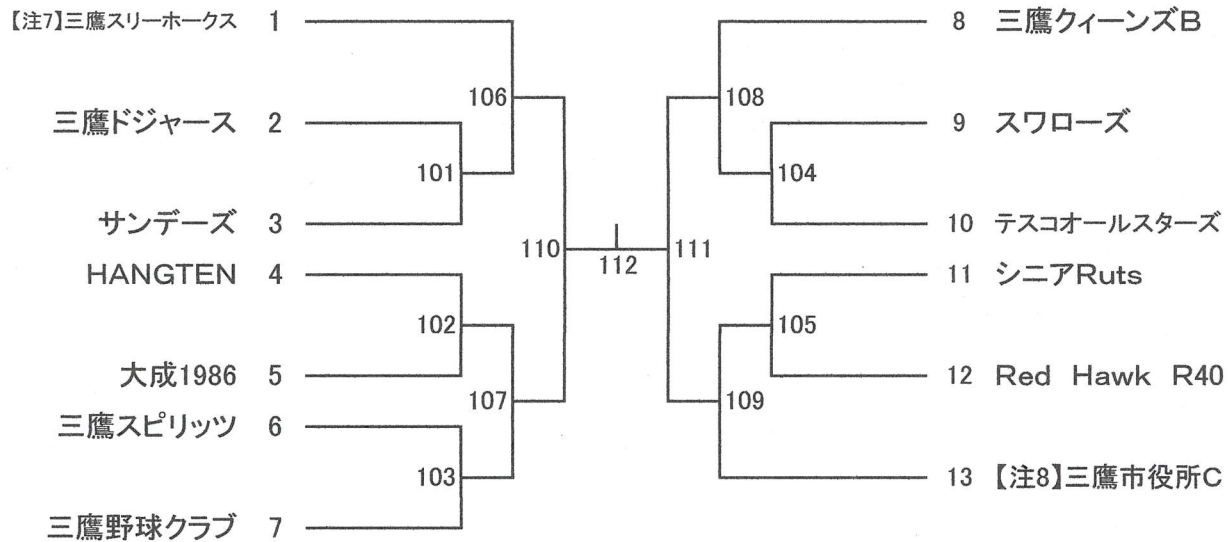 【注7】三鷹スリーホークス 1
三鷹ドジャース 2
サンデーズ 3
HANGTEN 4
大成1986 5
三鷹スピリッツ 6
三鷹野球クラブ 7
106
101
102
107
103
110
112
111
108
104
105
109
8 三鷹クィーンズB
9 スワローズ
10 テスコオールスターズ
11 シニアRuts
12 Red Hawk R40
13 【注8】三鷹市役所C